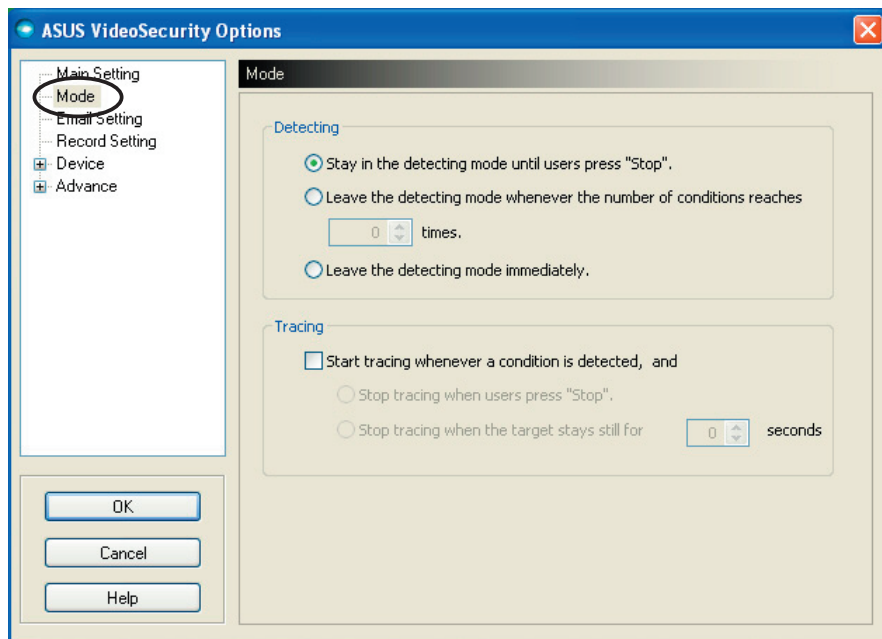 ASUS VideoSecurity Options
Main Setting
Mode
Email Setting
Record Setting
Device
Advance
OK
Cancel
Help
Mode
Detecting
Stay in the detecting mode until users press "Stop".
Leave the detecting mode whenever the number of conditions reaches
0 times.
Leave the detecting mode immediately.
Tracing
Start tracing whenever a condition is detected, and
Stop tracing when users press "Stop".
Stop tracing when the target stays still for 0 seconds